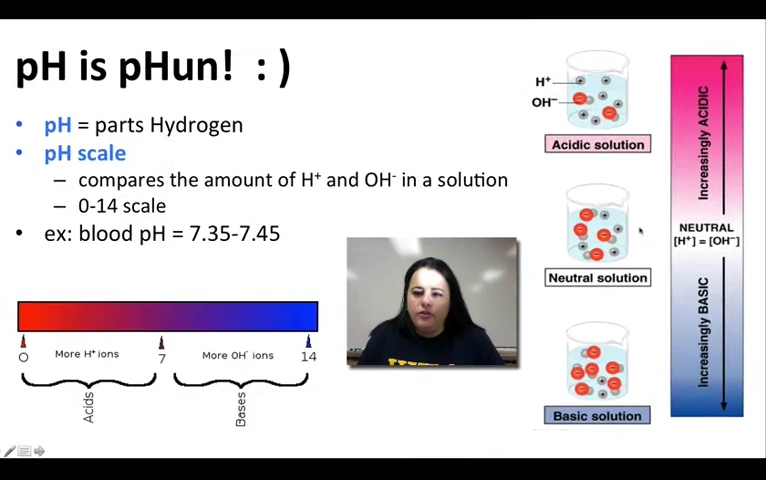 pH is pHun!  : )
• pH = parts Hydrogen
• pH scale
– compares the amount of H⁺ and OH⁻ in a solution
– 0-14 scale
• ex: blood pH = 7.35-7.45
0
More H⁺ ions
7
More OH⁻ ions
14
Acids
Bases
H⁺
OH⁻
Acidic solution
Neutral solution
Basic solution
Increasingly ACIDIC
NEUTRAL
[H⁺] = [OH⁻]
Increasingly BASIC